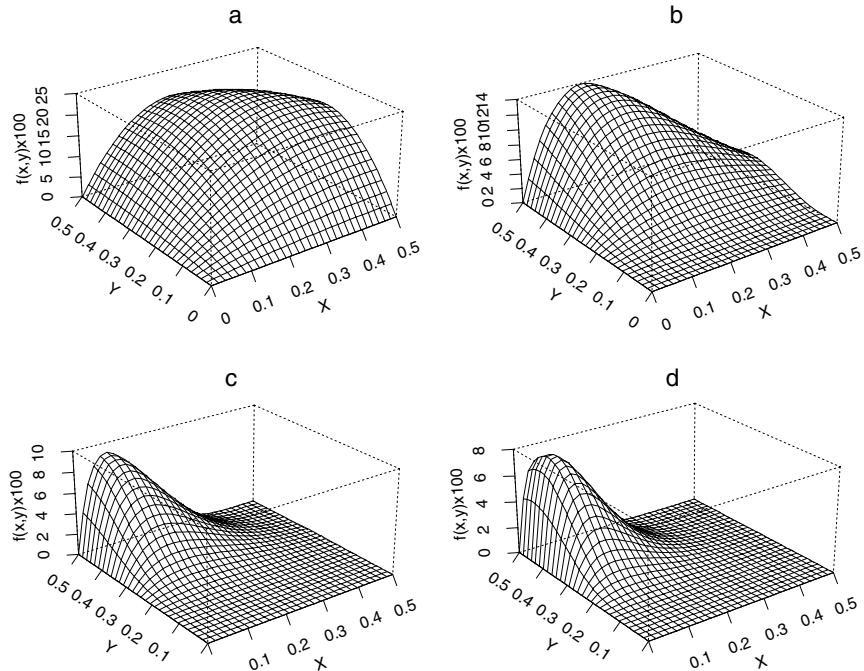 a
f(x,y)x100
0 5 10 15 20 25
0.5 0.4 0.3 0.2 0.1 0
Y
0 0.1 0.2 0.3 0.4 0.5
X
b
f(x,y)x100
0 2 4 6 8 10 12 14
0.5 0.4 0.3 0.2 0.1 0
Y
0 0.1 0.2 0.3 0.4 0.5
X
c
f(x,y)x100
0 2 4 6 8 10
0.5 0.4 0.3 0.2 0.1
Y
0.1 0.2 0.3 0.4 0.5
X
d
f(x,y)x100
0 2 4 6 8
0.5 0.4 0.3 0.2 0.1
Y
0.1 0.2 0.3 0.4 0.5
X